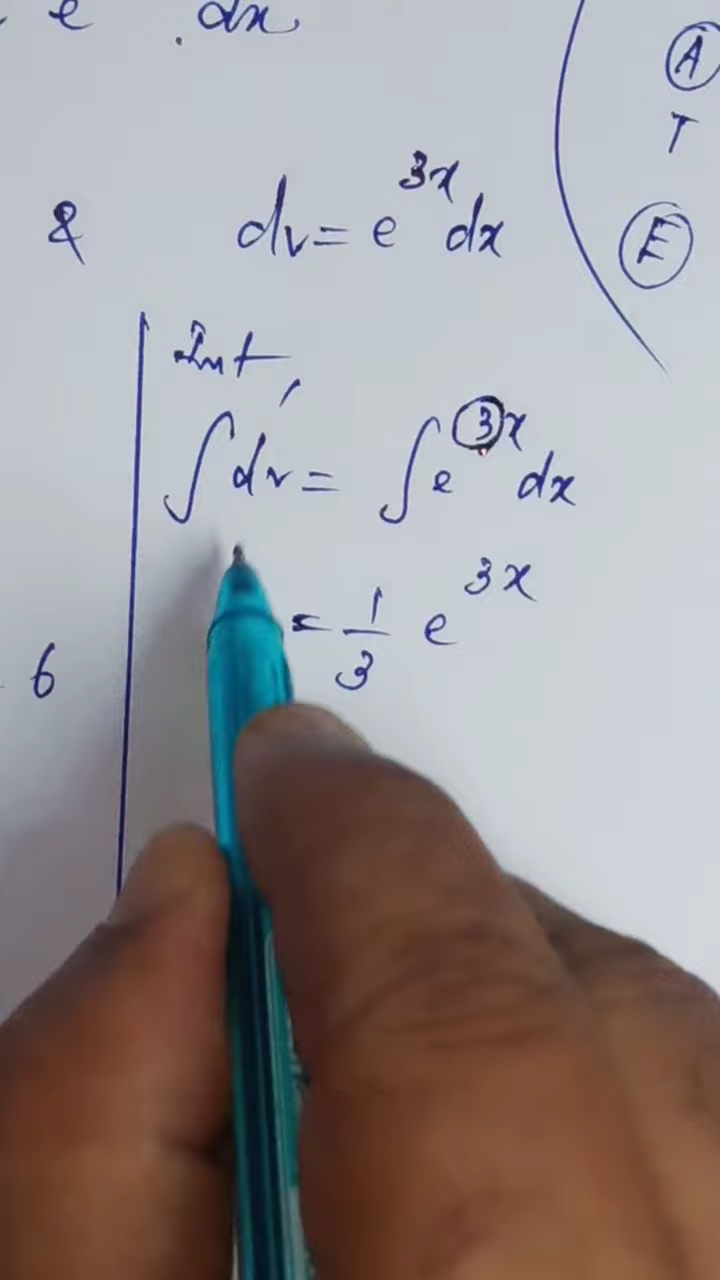 e . dx
Ⓐ
T
& dv = e^{3x} dx
Ⓔ
Int,
∫ dv = ∫ e^{③x} dx
= 1/3 e^{3x}
6